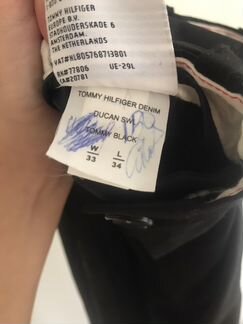 TOMMY HILFIGER
EUROPE B.V.
STADHOUDERSKADE 6
AMSTERDAM.
THE NETHERLANDS
VAT#NL805768713B01
UE-29L
RN#77806
CA#20781
TOMMY HILFIGER DENIM
DUCAN SW
TOMMY BLACK
W L
33 34